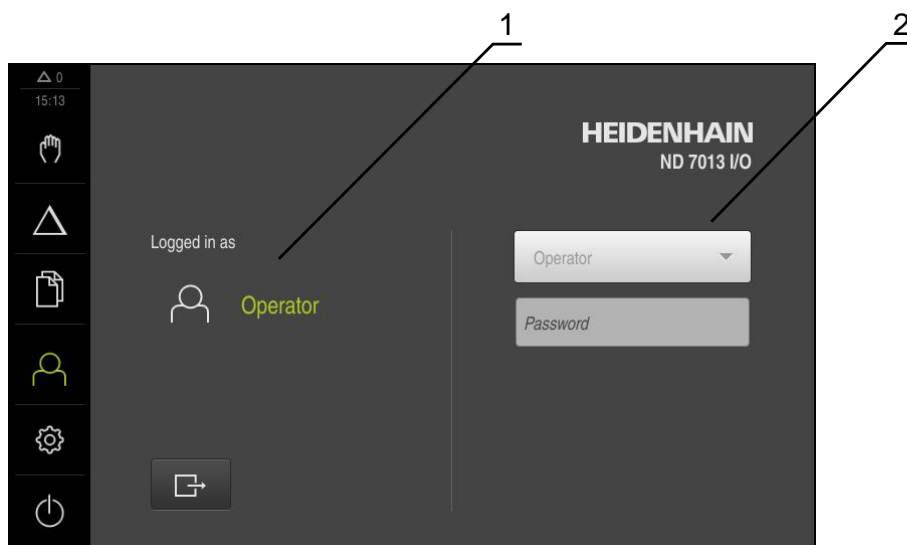 1
2
△ 0
15:13
HEIDENHAIN
ND 7013 I/O
Logged in as
Operator
Operator
Password